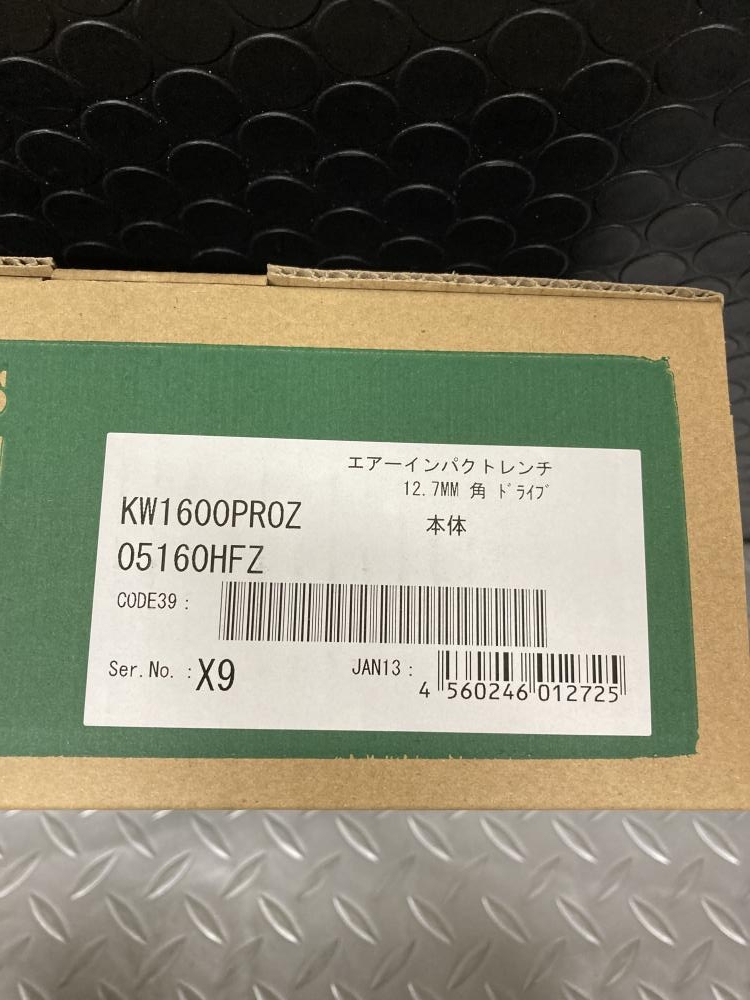 エアーインパクトレンチ
12.7MM 角 ﾄﾞﾗｲﾌﾞ
KW1600PROZ
本体
05160HFZ
CODE39 :
Ser.No. : X9
JAN13 :
4 560246 012725